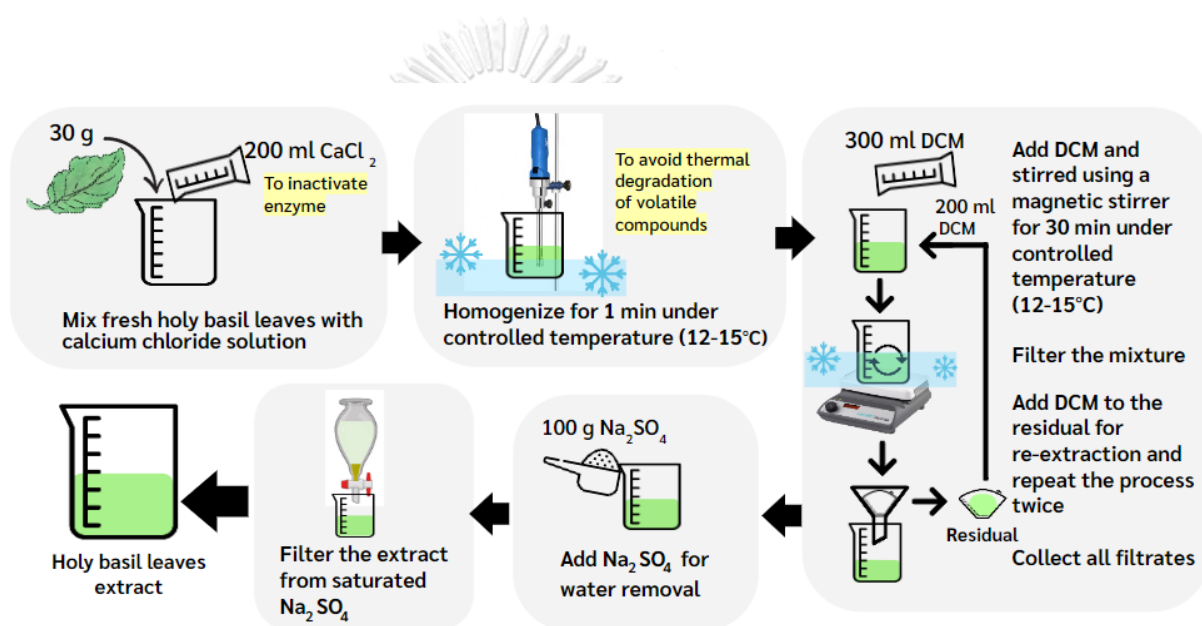 30 g
200 ml CaCl₂
To inactivate
enzyme
Mix fresh holy basil leaves with
calcium chloride solution
To avoid thermal
degradation
of volatile
compounds
Homogenize for 1 min under
controlled temperature (12-15°C)
300 ml DCM
200 ml
DCM
Residual
Add DCM and
stirred using a
magnetic stirrer
for 30 min under
controlled
temperature
(12-15°C)
Filter the mixture
Add DCM to the
residual for
re-extraction and
repeat the process
twice
Collect all filtrates
100 g Na₂SO₄
Add Na₂SO₄ for
water removal
Filter the extract
from saturated
Na₂SO₄
Holy basil leaves
extract